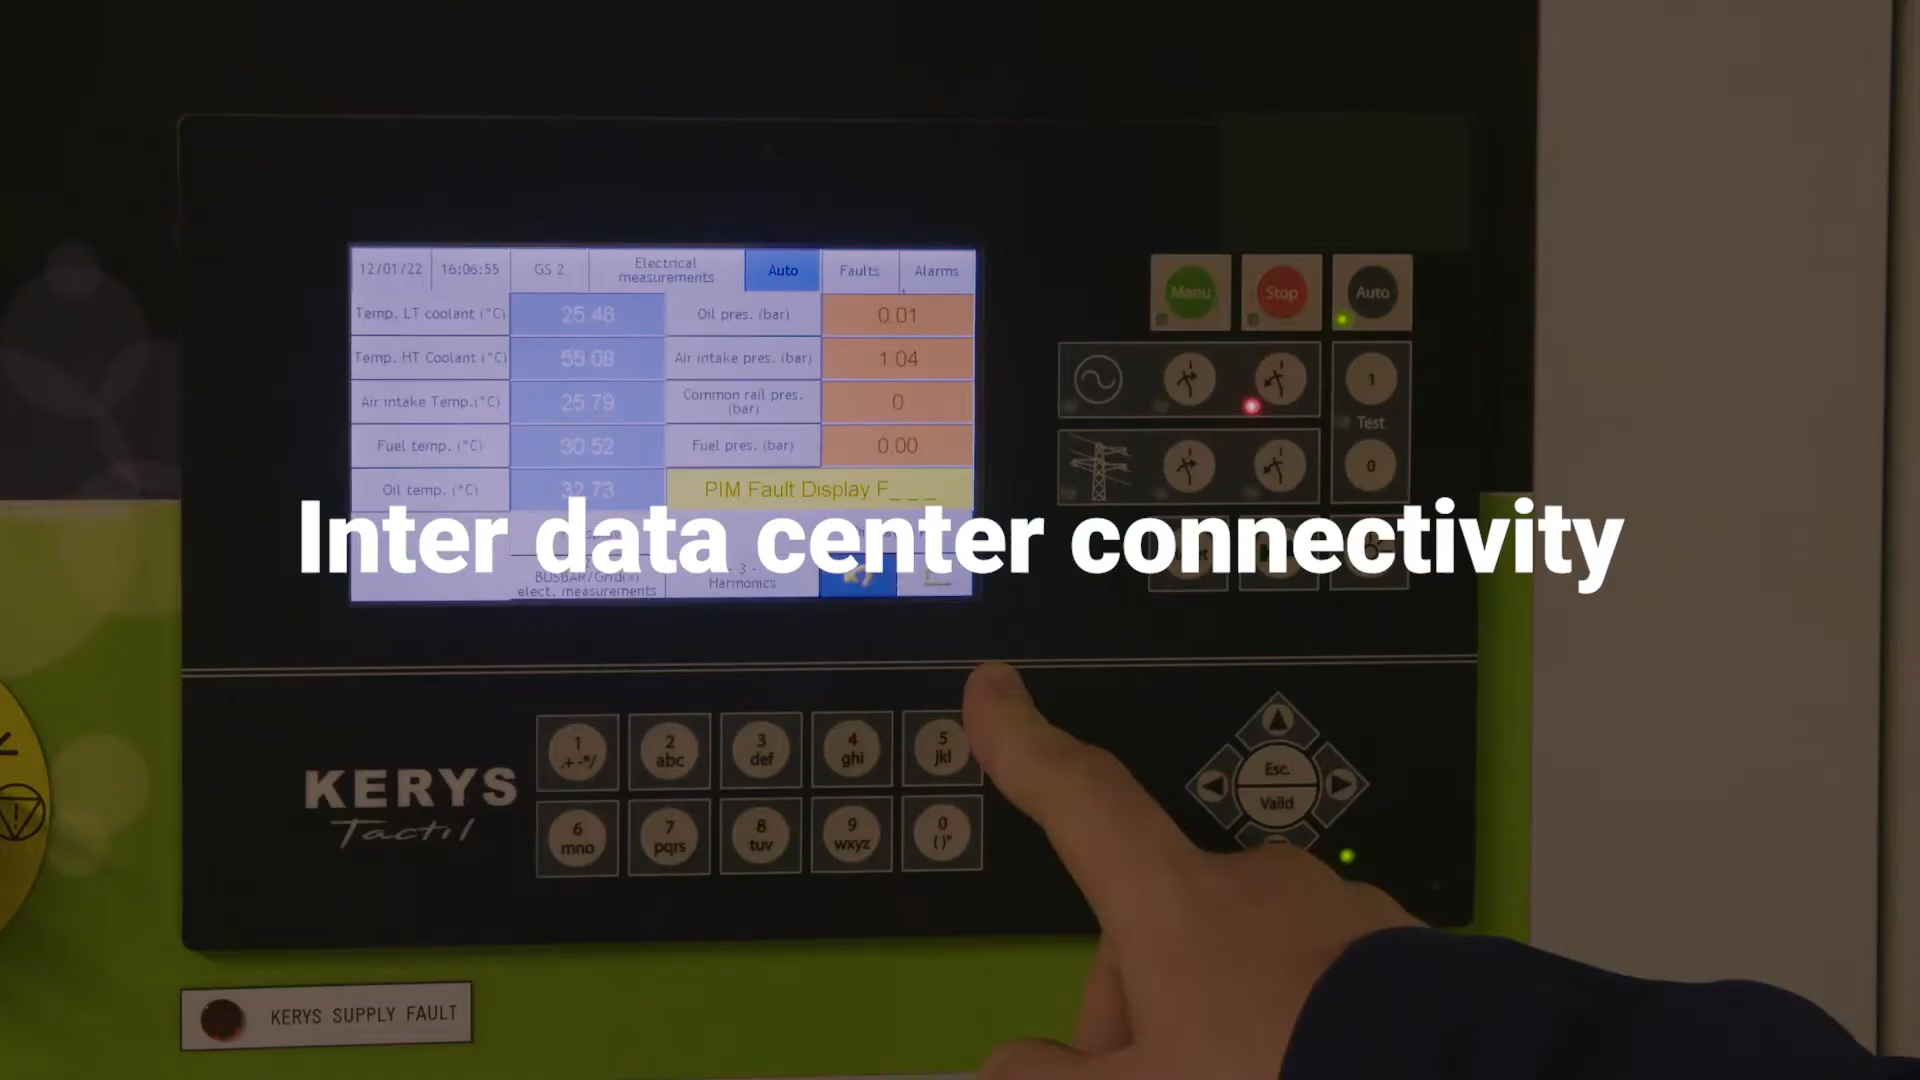 12/01/22 16:06:55 GS 2 Electrical measurements Auto Faults Alarms
Temp. LT coolant (°C) 25.48 Oil pres. (bar) 0.01
Temp. HT Coolant (°C) 55.08 Air intake pres. (bar) 1.04
Air intake Temp.(°C) 25.79 Common rail pres. (bar) 0
Fuel temp. (°C) 30.52 Fuel pres. (bar) 0.00
Oil temp. (°C) 32.73 PIM Fault Display F
BUSBAR/Grid(») elect. measurements
- 3 - Harmonics
Manu Stop Auto
1
Test
0
Inter data center connectivity
KERYS
Tactil
1 .+-*/
2 abc
3 def
4 ghi
5 jkl
6 mno
7 pqrs
8 tuv
9 wxyz
0 ()"
Esc.
Valid
KERYS SUPPLY FAULT